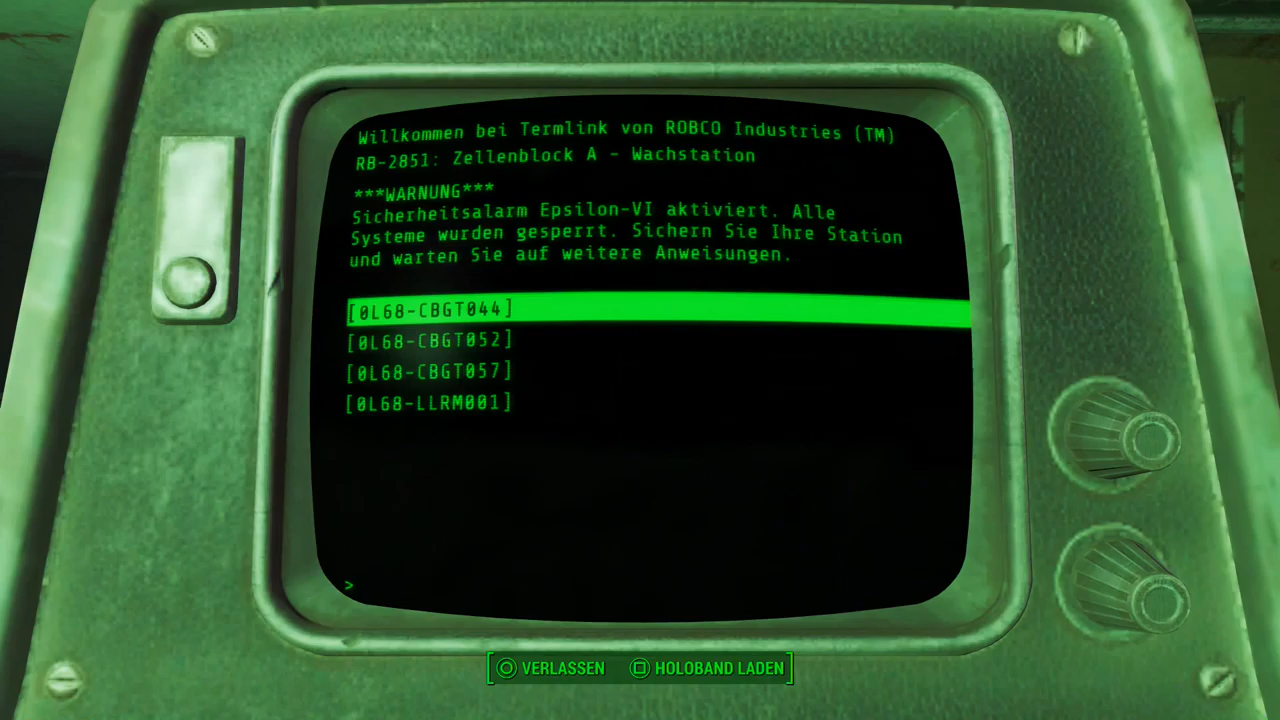 Willkommen bei Termlink von ROBCO Industries (TM)
RB-2851: Zellenblock A - Wachstation
***WARNUNG***
Sicherheitsalarm Epsilon-VI aktiviert. Alle
Systeme wurden gesperrt. Sichern Sie Ihre Station
und warten Sie auf weitere Anweisungen.
[0L68-CBGT044]
[0L68-CBGT052]
[0L68-CBGT057]
[0L68-LLRM001]
>
VERLASSEN HOLOBAND LADEN